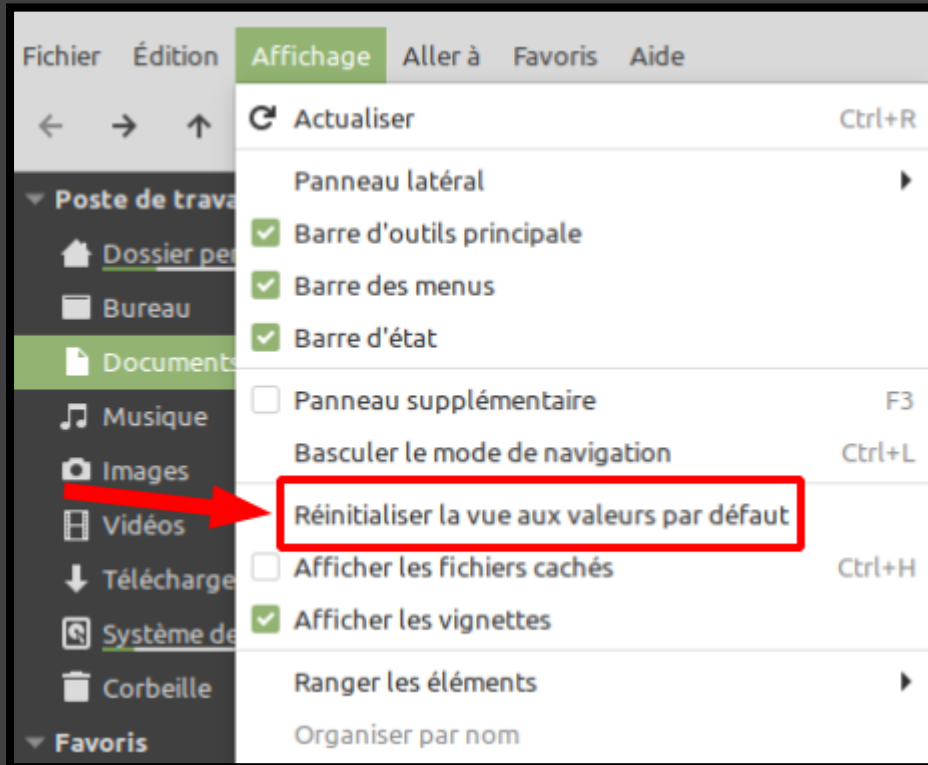 Fichier Édition Affichage Aller à Favoris Aide
Actualiser Ctrl+R
Panneau latéral
Poste de trava
Barre d'outils principale
Dossier per
Barre des menus
Bureau
Barre d'état
Documents
Panneau supplémentaire F3
Musique
Basculer le mode de navigation Ctrl+L
Images
Réinitialiser la vue aux valeurs par défaut
Vidéos
Afficher les fichiers cachés Ctrl+H
Télécharge
Afficher les vignettes
Système de
Ranger les éléments
Corbeille
Organiser par nom
Favoris